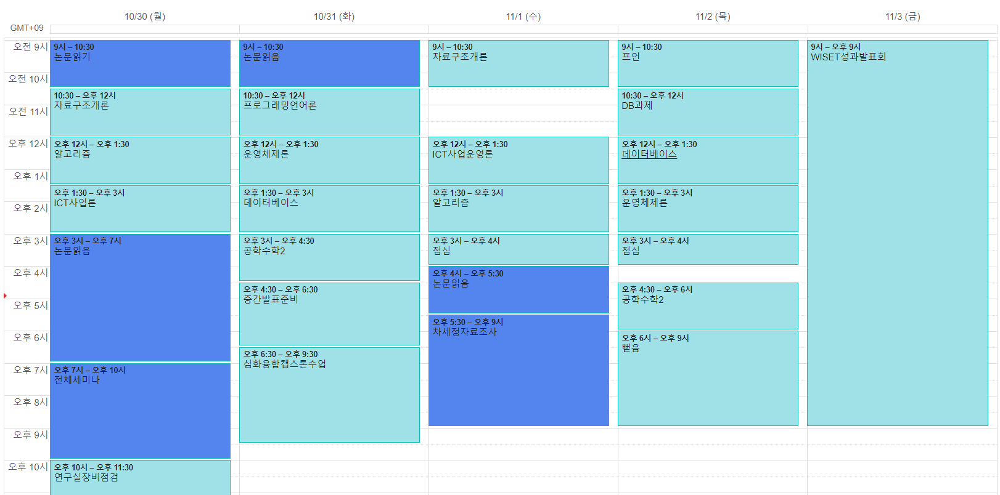 10/30 (월)
10/31 (화)
11/1 (수)
11/2 (목)
11/3 (금)
GMT+09
오전 9시
오전 10시
오전 11시
오후 12시
오후 1시
오후 2시
오후 3시
오후 4시
오후 5시
오후 6시
오후 7시
오후 8시
오후 9시
오후 10시
9시 – 10:30
논문읽기
10:30 – 오후 12시
자료구조개론
오후 12시 – 오후 1:30
알고리즘
오후 1:30 – 오후 3시
ICT사업론
오후 3시 – 오후 7시
논문읽음
오후 7시 – 오후 10시
전체세미나
오후 10시 – 오후 11:30
연구실장비점검
9시 – 10:30
논문읽음
10:30 – 오후 12시
프로그래밍언어론
오후 12시 – 오후 1:30
운영체제론
오후 1:30 – 오후 3시
데이터베이스
오후 3시 – 오후 4:30
공학수학2
오후 4:30 – 오후 6:30
중간발표준비
오후 6:30 – 오후 9:30
심화융합캡스톤수업
9시 – 10:30
자료구조개론
오후 12시 – 오후 1:30
ICT사업운영론
오후 1:30 – 오후 3시
알고리즘
오후 3시 – 오후 4시
점심
오후 4시 – 오후 5:30
논문읽음
오후 5:30 – 오후 9시
차세정자료조사
9시 – 10:30
프언
10:30 – 오후 12시
DB과제
오후 12시 – 오후 1:30
데이터베이스
오후 1:30 – 오후 3시
운영체제론
오후 3시 – 오후 4시
점심
오후 4:30 – 오후 6시
공학수학2
오후 6시 – 오후 9시
뻗음
9시 – 오후 9시
WISET성과발표회